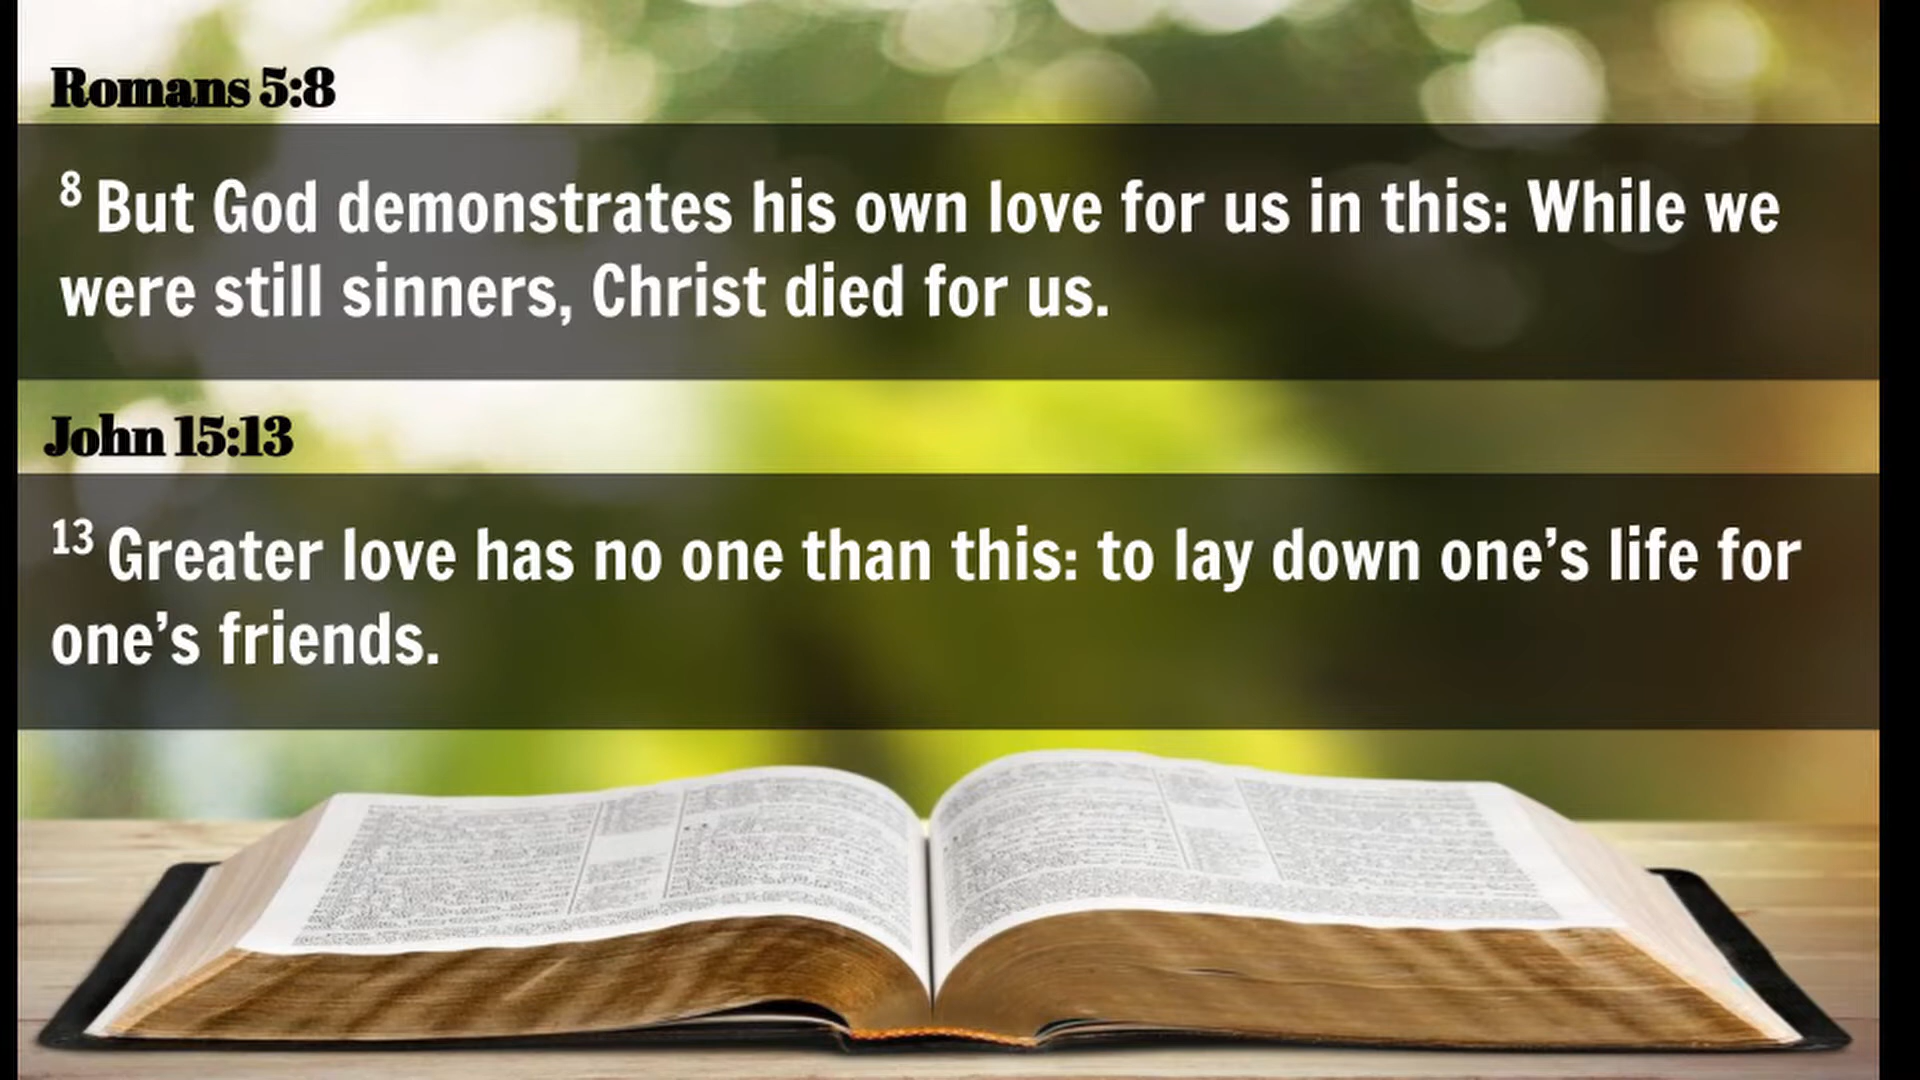 Romans 5:8
8 But God demonstrates his own love for us in this: While we
were still sinners, Christ died for us.
John 15:13
13 Greater love has no one than this: to lay down one’s life for
one’s friends.